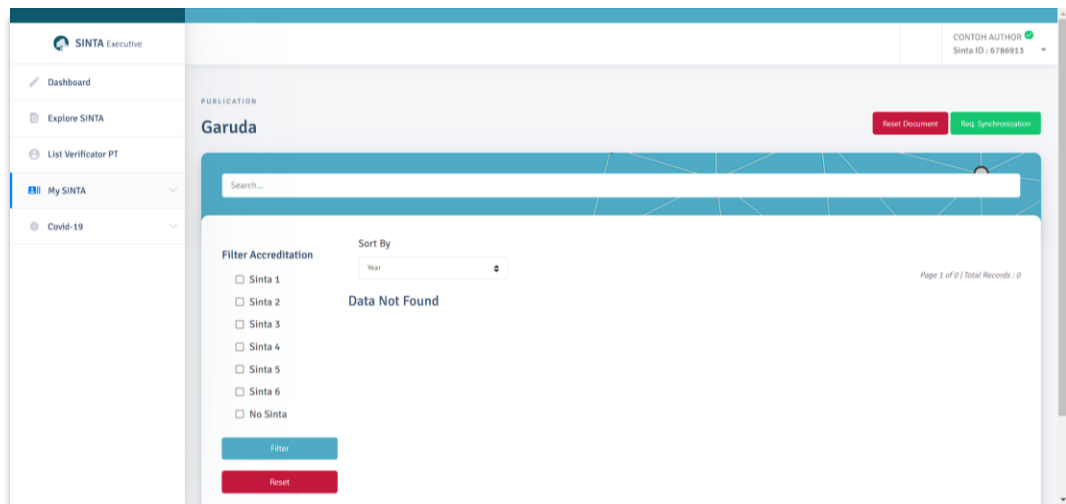 SINTA Executive
CONTOH AUTHOR
Sinta ID : 6786913
Dashboard
Explore SINTA
List Verificator PT
My SINTA
Covid-19
PUBLICATION
Garuda
Reset Document
Req. Synchronization
Search...
Filter Accreditation
Sinta 1
Sinta 2
Sinta 3
Sinta 4
Sinta 5
Sinta 6
No Sinta
Filter
Reset
Sort By
Year
Page 1 of 0 | Total Records : 0
Data Not Found